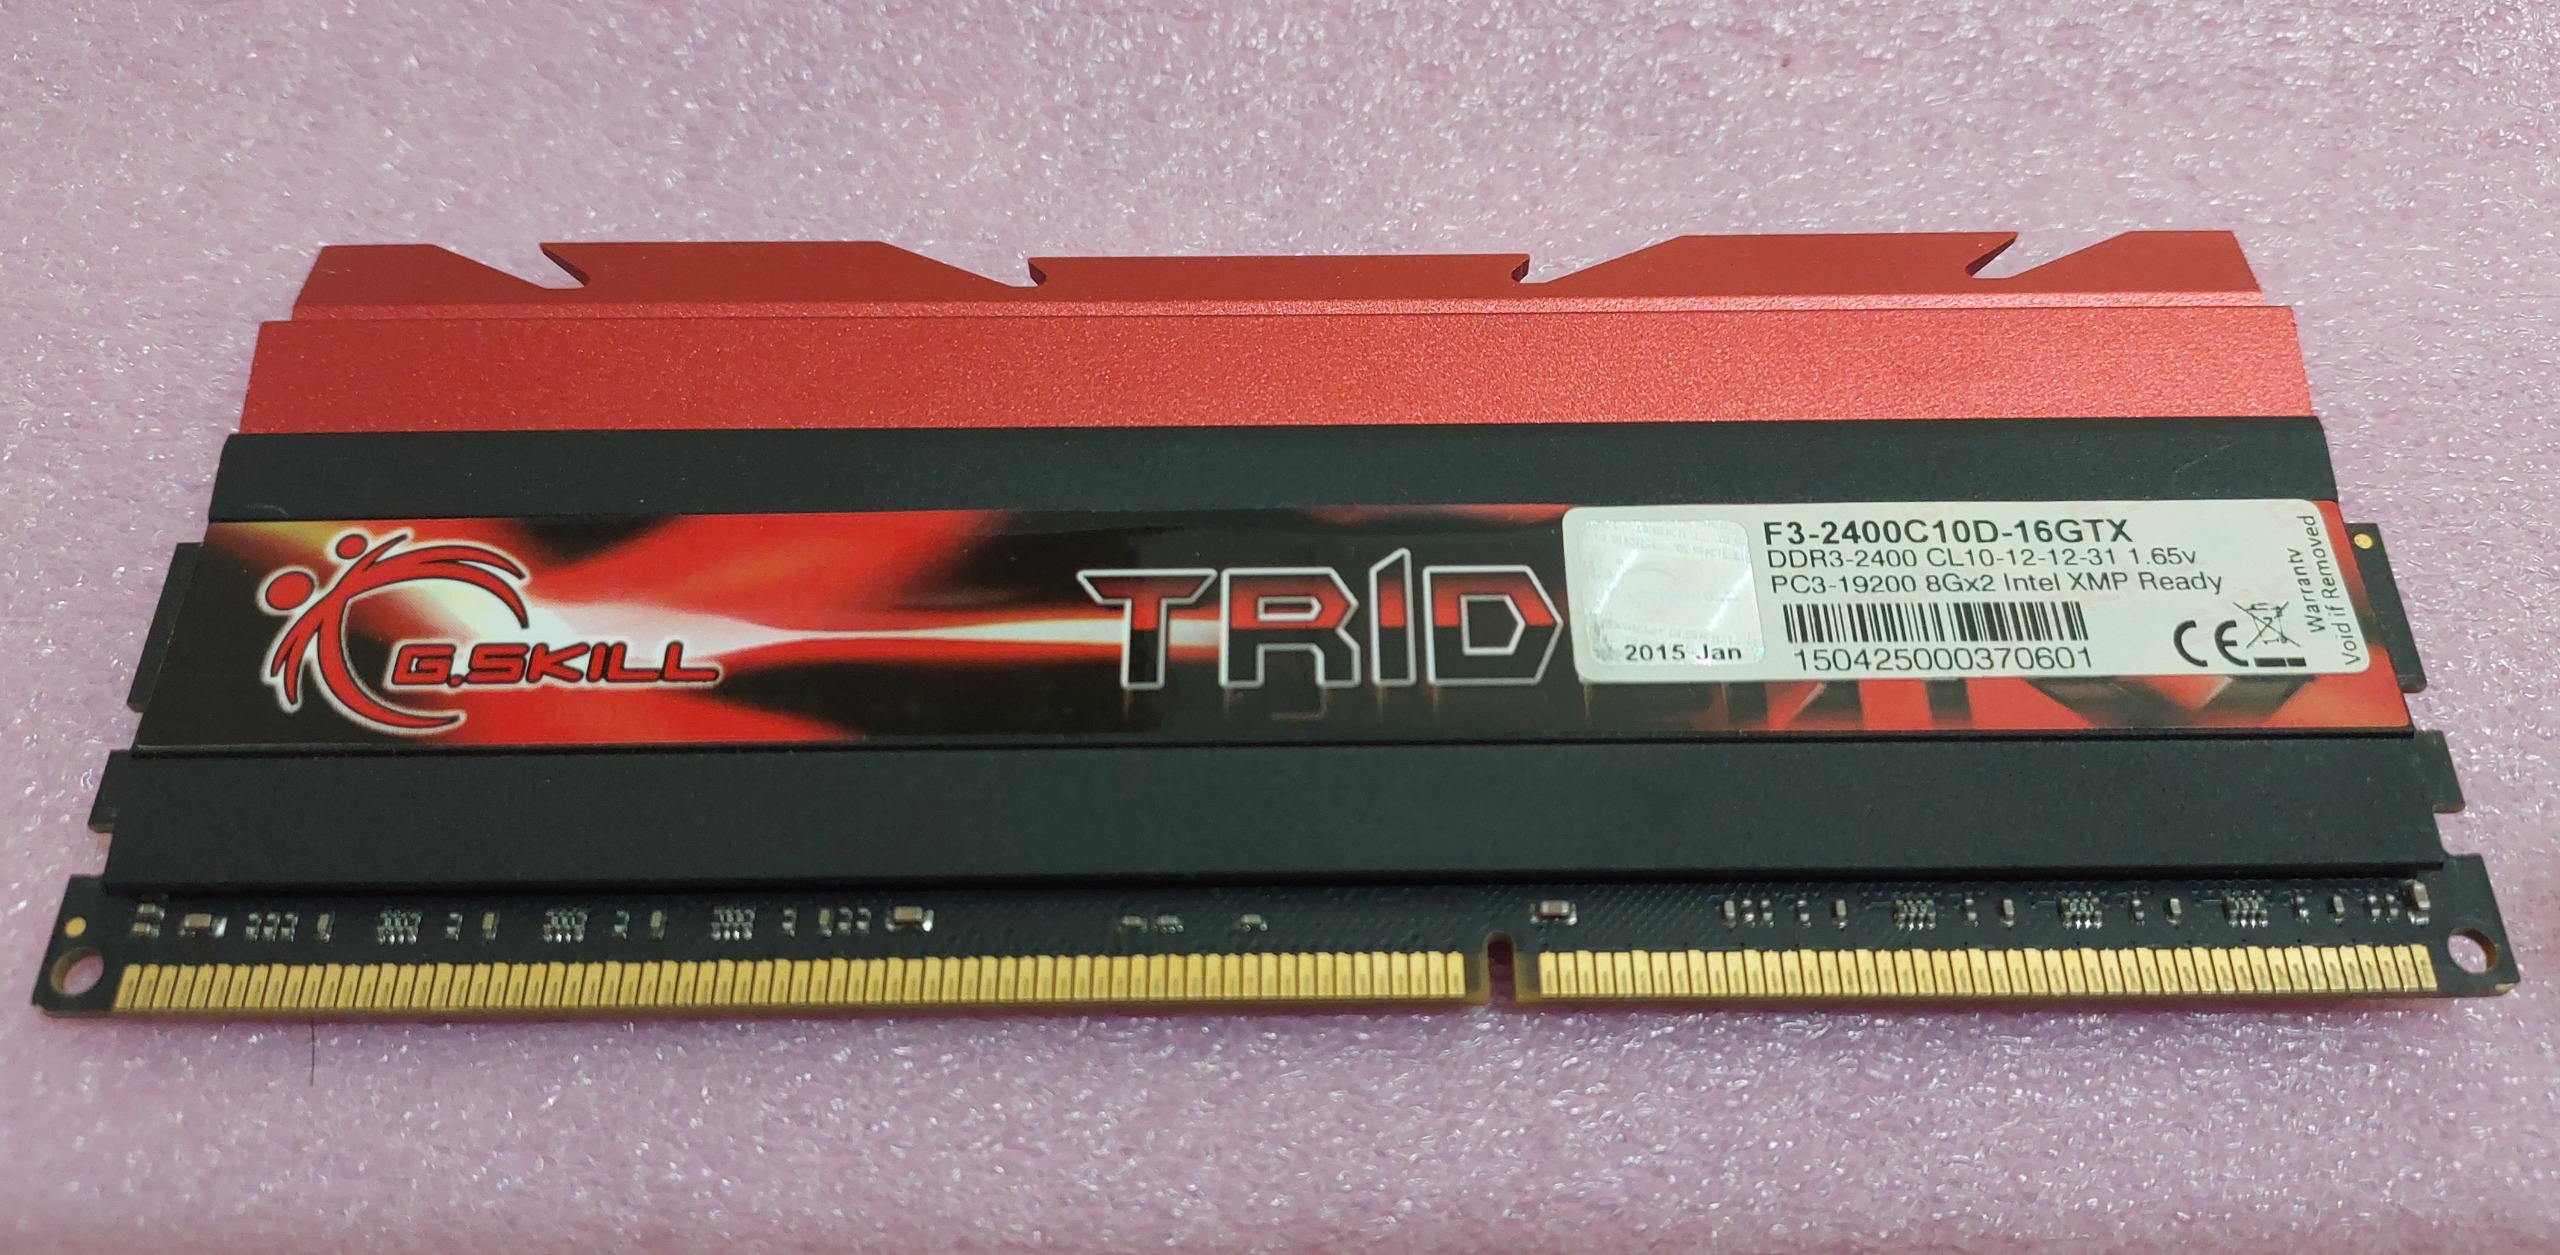 G.SKILL
TRID
F3-2400C10D-16GTX
DDR3-2400 CL10-12-12-31 1.65v
PC3-19200 8Gx2 Intel XMP Ready
2015 Jan
150425000370601
CE
Warranty
Void if Removed
G.SKILL